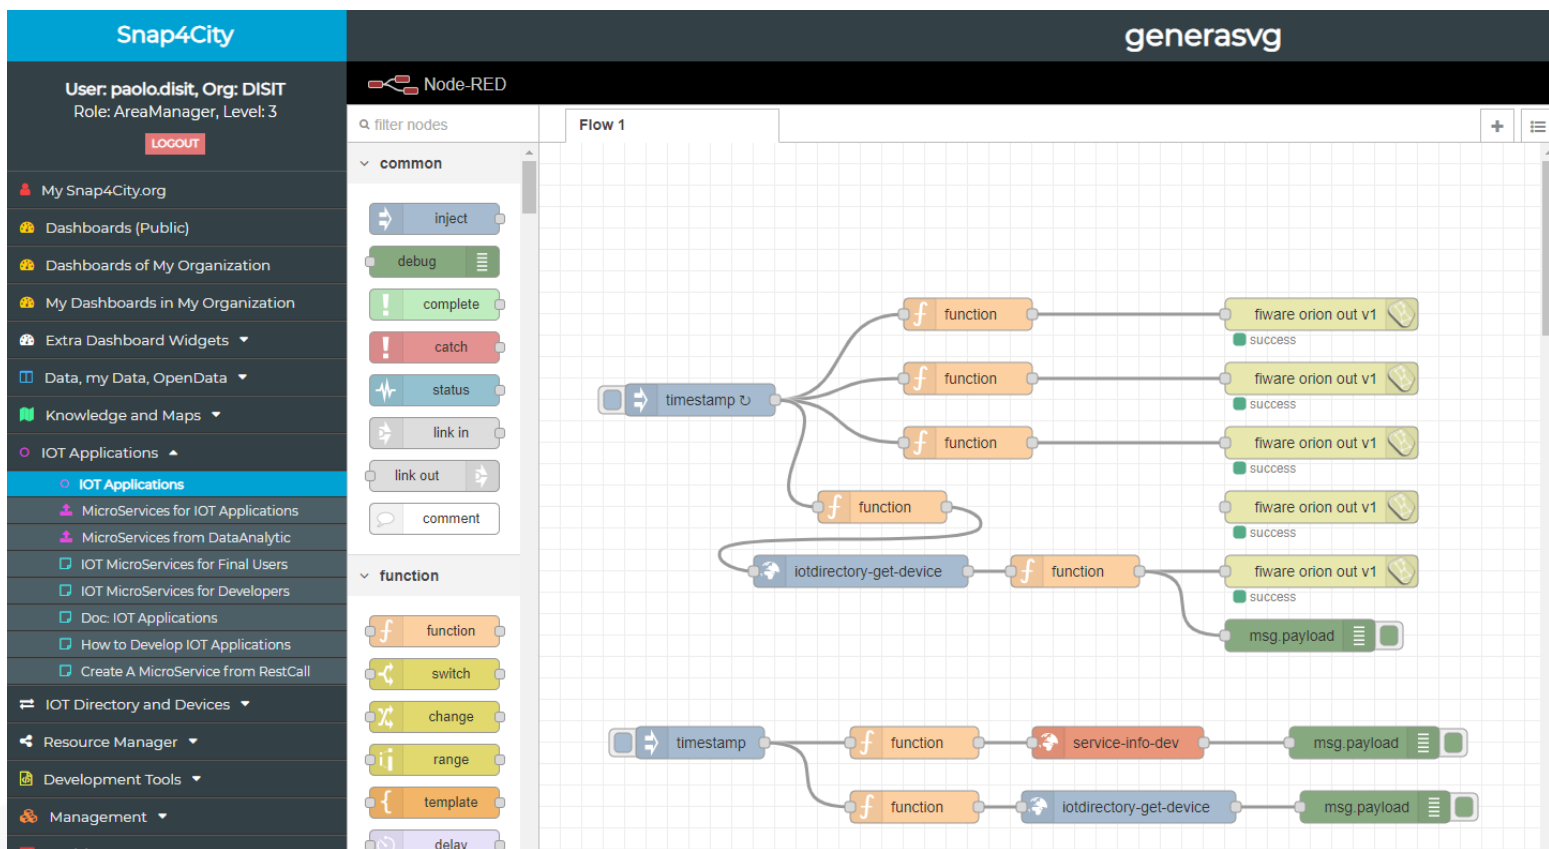 Snap4City
generasvg
User: paolo.disit, Org: DISIT
Role: AreaManager, Level: 3
LOGOUT
My Snap4City.org
Dashboards (Public)
Dashboards of My Organization
My Dashboards in My Organization
Extra Dashboard Widgets
Data, my Data, OpenData
Knowledge and Maps
IOT Applications
IOT Applications
MicroServices for IOT Applications
MicroServices from DataAnalytic
IOT MicroServices for Final Users
IOT MicroServices for Developers
Doc: IOT Applications
How to Develop IOT Applications
Create A MicroService from RestCall
IOT Directory and Devices
Resource Manager
Development Tools
Management
Node-RED
filter nodes
common
inject
debug
complete
catch
status
link in
link out
comment
function
function
switch
change
range
template
delay
Flow 1
function
fiware orion out v1
success
function
fiware orion out v1
success
timestamp ↻
function
fiware orion out v1
success
function
fiware orion out v1
success
iotdirectory-get-device
function
fiware orion out v1
success
msg.payload
timestamp
function
service-info-dev
msg.payload
function
iotdirectory-get-device
msg.payload